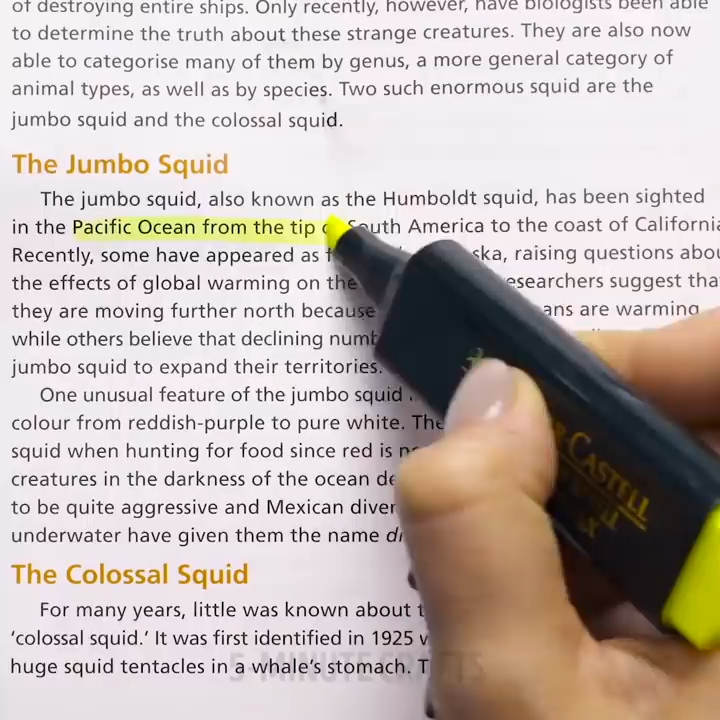 of destroying entire ships. Only recently, however, have biologists been able
to determine the truth about these strange creatures. They are also now
able to categorise many of them by genus, a more general category of
animal types, as well as by species. Two such enormous squid are the
jumbo squid and the colossal squid.
The Jumbo Squid
The jumbo squid, also known as the Humboldt squid, has been sighted
in the Pacific Ocean from the tip South America to the coast of California
Recently, some have appeared as raising questions
the effects of global warming on the researchers suggest
they are moving further north because are warming
while others believe that declining
jumbo squid to expand their territories.
One unusual feature of the jumbo squid
colour from reddish-purple to pure white.
squid when hunting for food since red is
creatures in the darkness of the ocean
to be quite aggressive and Mexican
underwater have given them the name
The Colossal Squid
For many years, little was known about
'colossal squid.' It was first identified in 1925
huge squid tentacles in a whale's stomach.
5-MINUTE CRAFTS
CASTELL